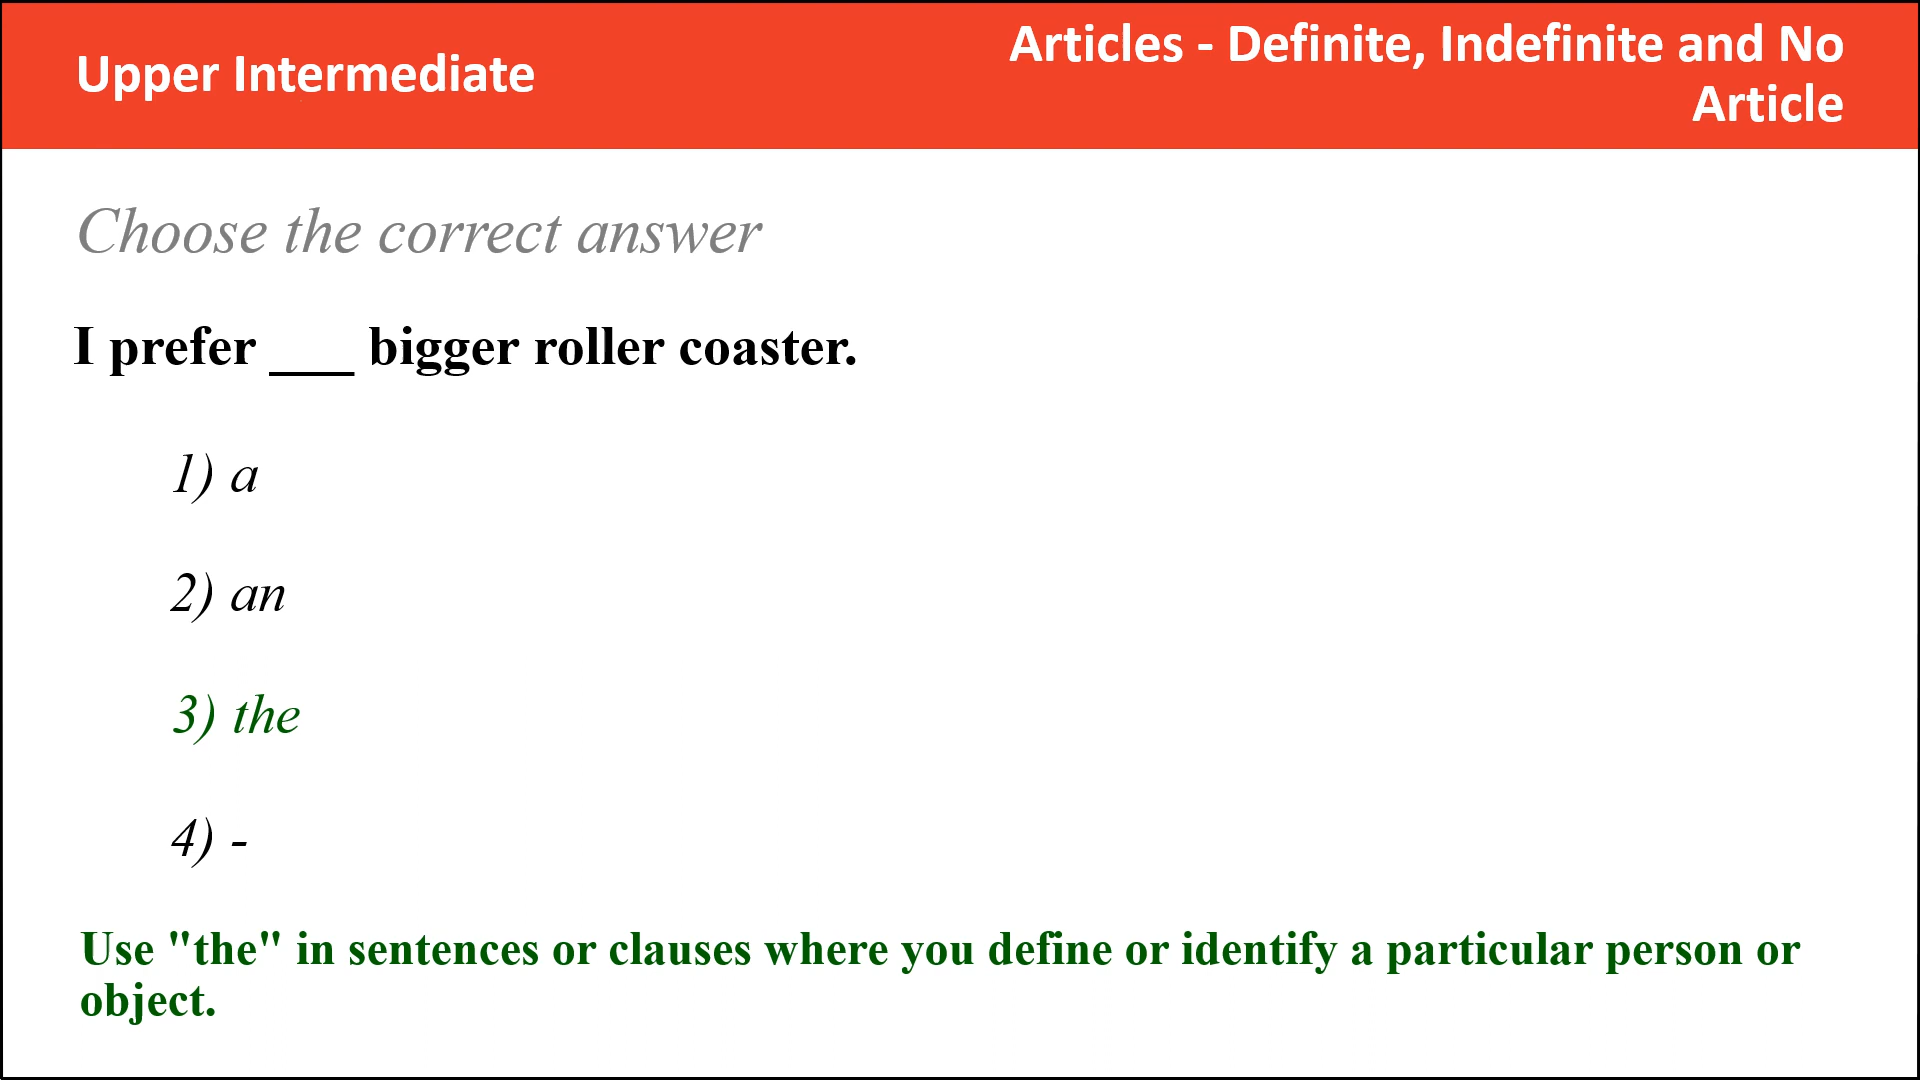 Upper Intermediate
Articles - Definite, Indefinite and No
Article
Choose the correct answer
I prefer ___ bigger roller coaster.
1) a
2) an
3) the
4) -
Use "the" in sentences or clauses where you define or identify a particular person or
object.